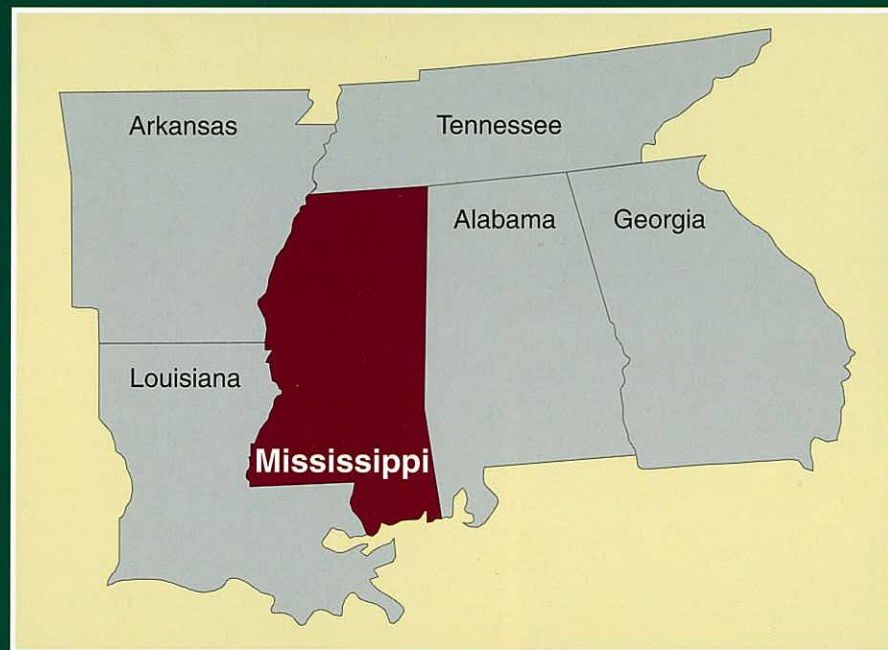 Arkansas
Tennessee
Alabama
Georgia
Louisiana
Mississippi